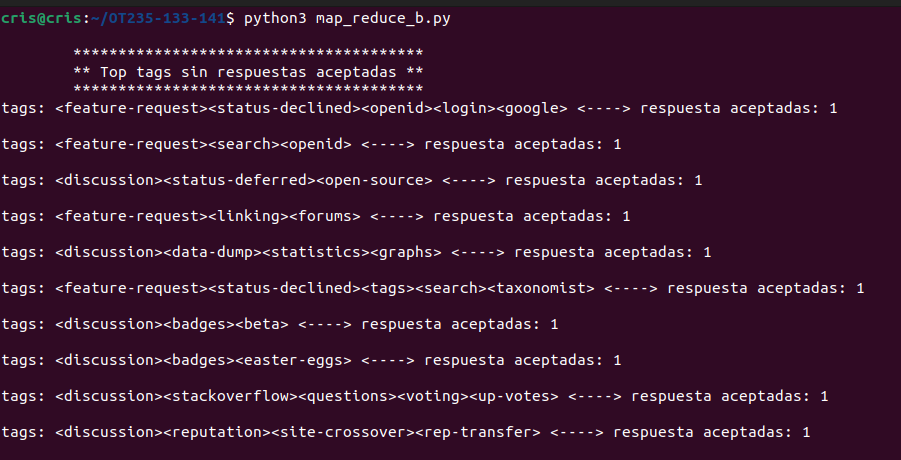 cris@cris:~/OT235-133-141$ python3 map_reduce_b.py
***************************************
** Top tags sin respuestas aceptadas **
***************************************
tags: <feature-request><status-declined><openid><login><google> <----> respuesta aceptadas: 1
tags: <feature-request><search><openid> <----> respuesta aceptadas: 1
tags: <discussion><status-deferred><open-source> <----> respuesta aceptadas: 1
tags: <feature-request><linking><forums> <----> respuesta aceptadas: 1
tags: <discussion><data-dump><statistics><graphs> <----> respuesta aceptadas: 1
tags: <feature-request><status-declined><tags><search><taxonomist> <----> respuesta aceptadas: 1
tags: <discussion><badges><beta> <----> respuesta aceptadas: 1
tags: <discussion><badges><easter-eggs> <----> respuesta aceptadas: 1
tags: <discussion><stackoverflow><questions><voting><up-votes> <----> respuesta aceptadas: 1
tags: <discussion><reputation><site-crossover><rep-transfer> <----> respuesta aceptadas: 1